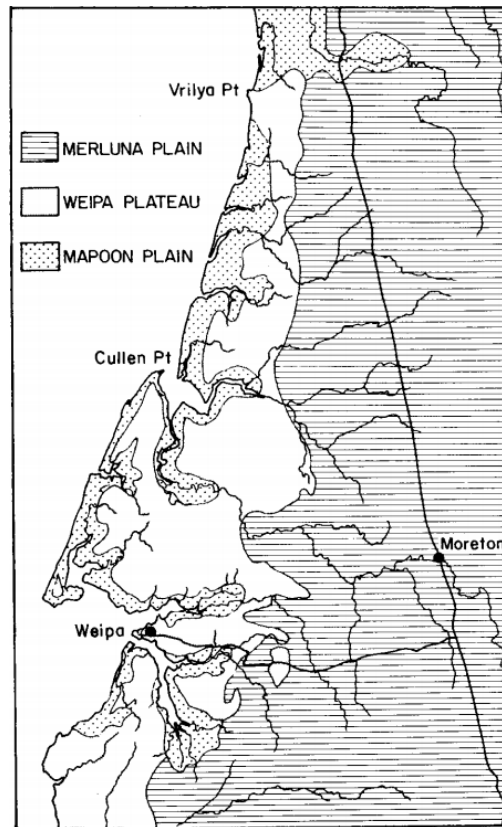 Vrilya Pt
MERLUNA PLAIN
WEIPA PLATEAU
MAPOON PLAIN
Cullen Pt
Moreton
Weipa